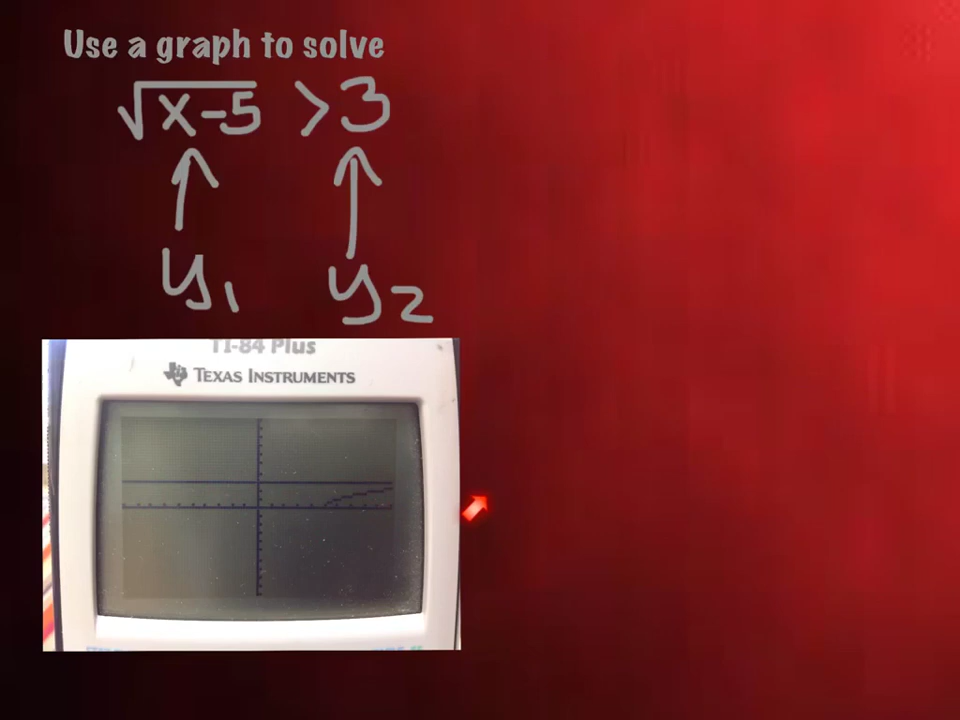 Use a graph to solve
√x-5 > 3
y1 y2
TI-84 Plus
TEXAS INSTRUMENTS